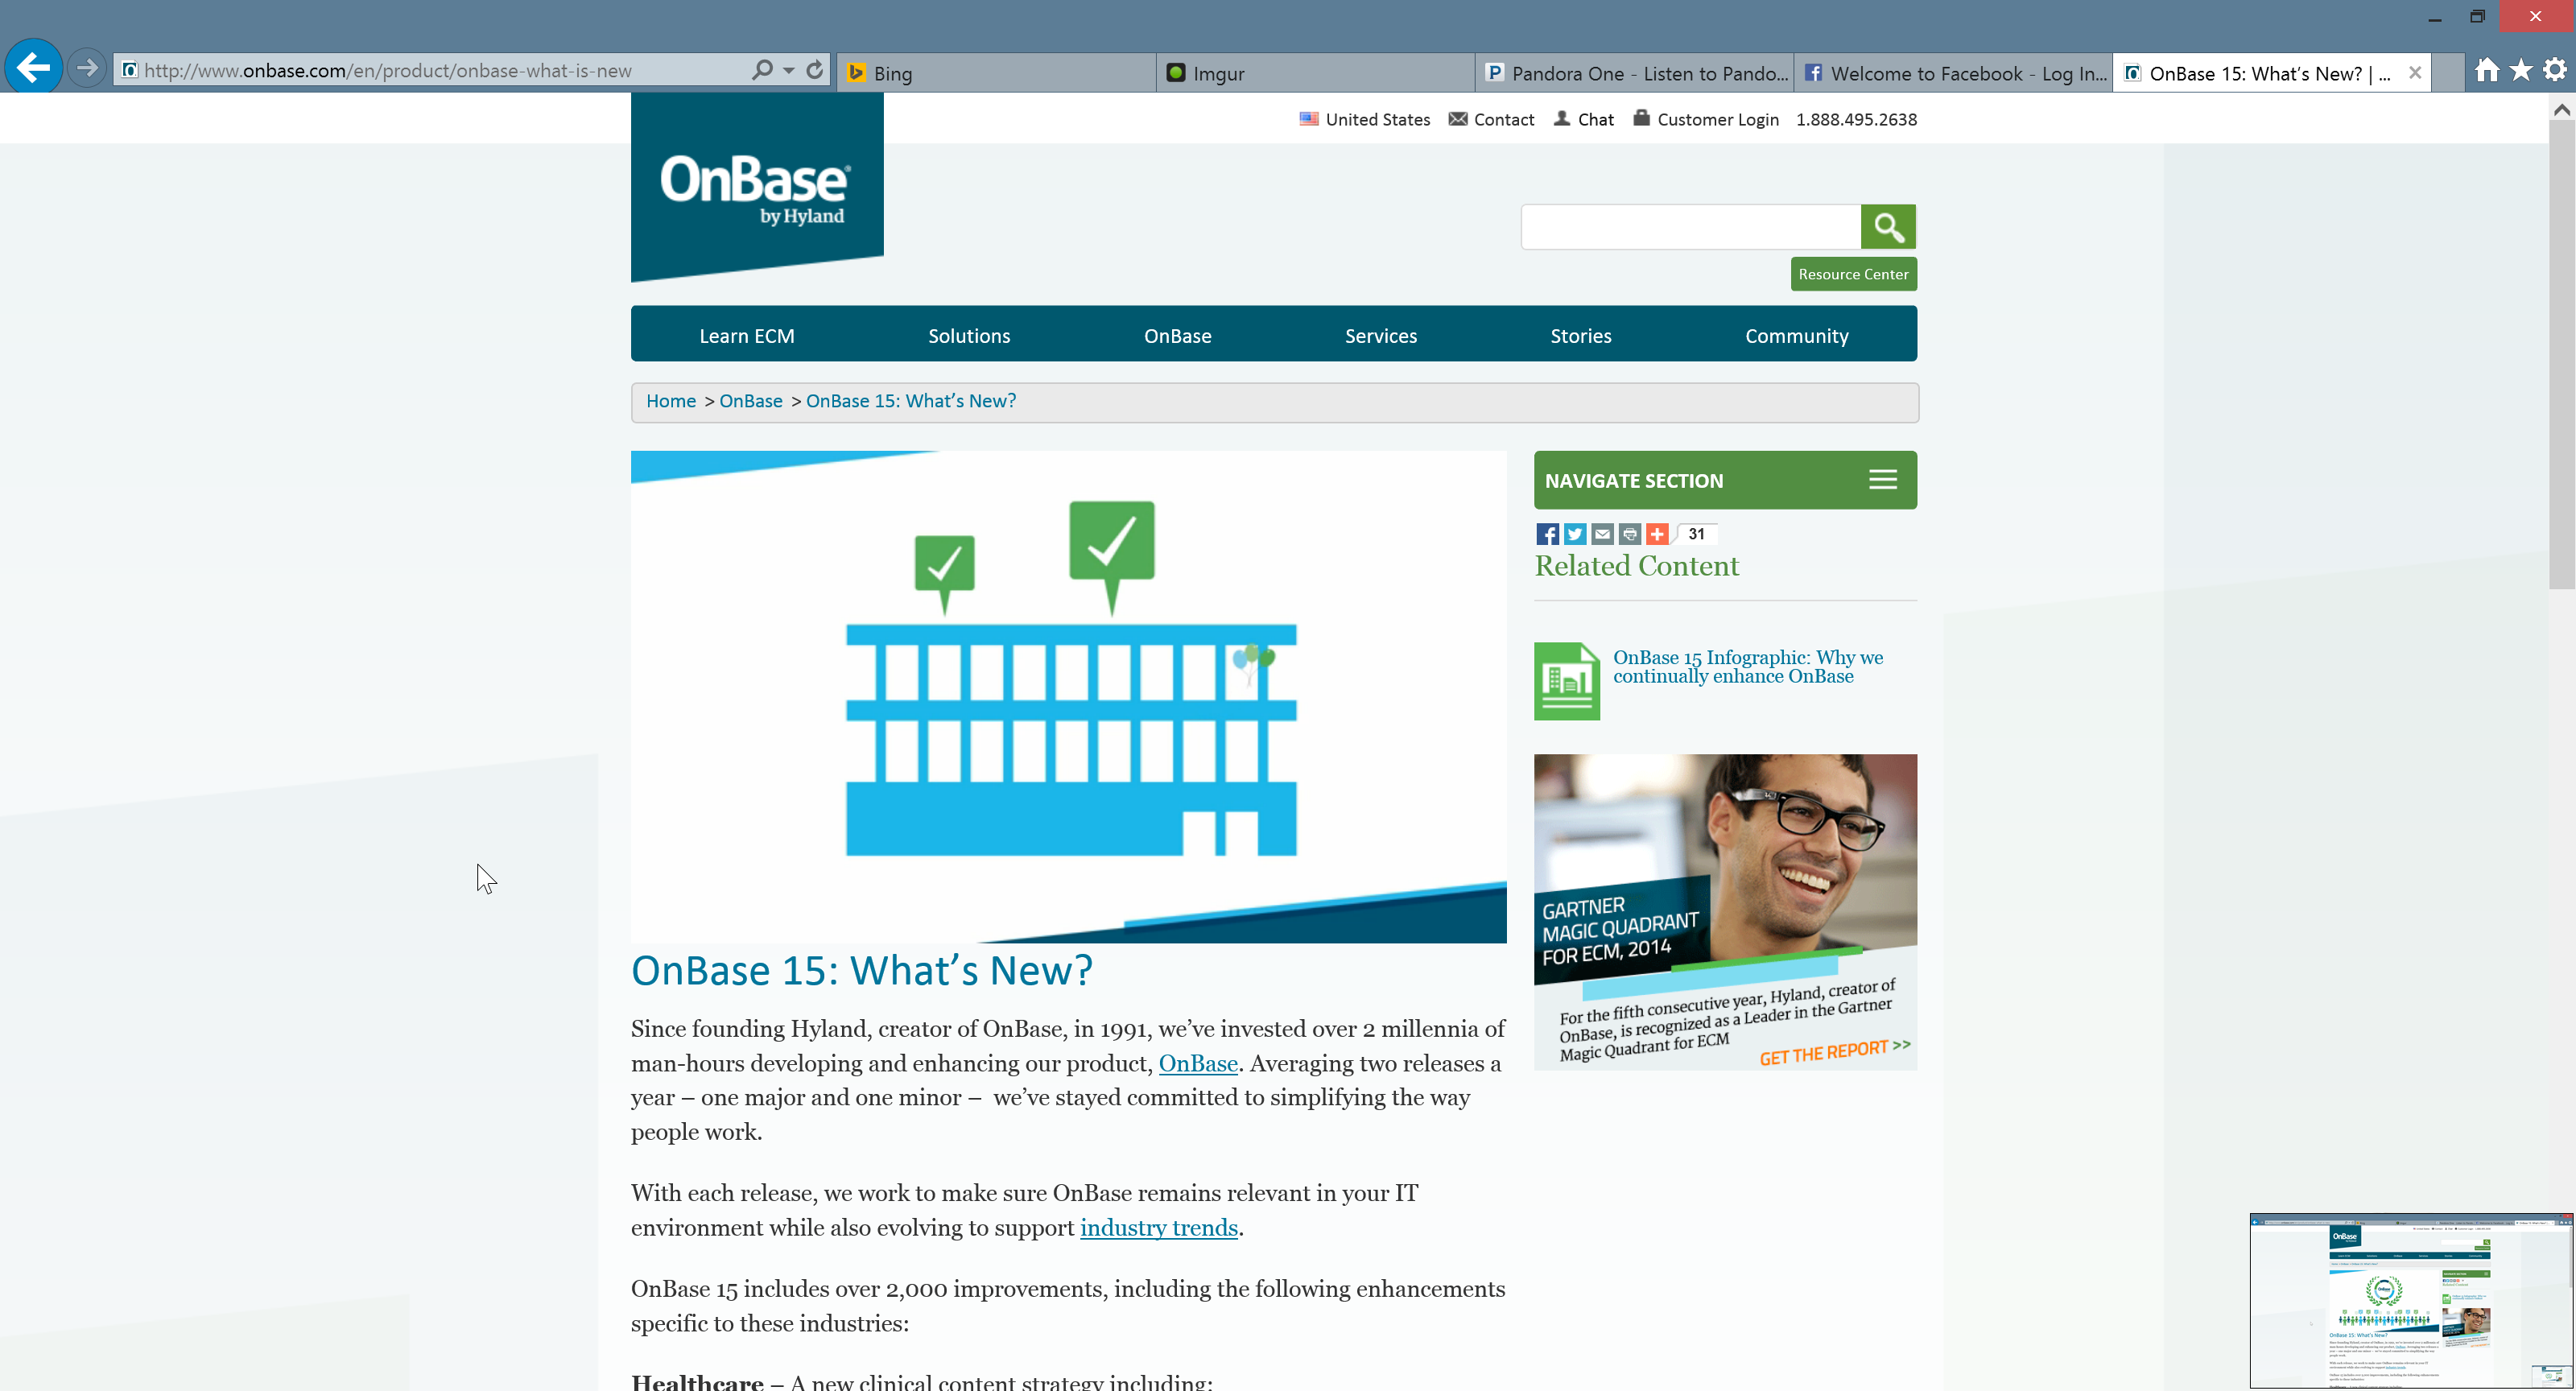 http://www.onbase.com/en/product/onbase-what-is-new
Bing
Imgur
Pandora One - Listen to Pando...
Welcome to Facebook - Log In...
OnBase 15: What's New? | ...
United States
Contact
Chat
Customer Login
1.888.495.2638
OnBase®
by Hyland
Resource Center
Learn ECM
Solutions
OnBase
Services
Stories
Community
Home > OnBase > OnBase 15: What's New?
NAVIGATE SECTION
31
Related Content
OnBase 15 Infographic: Why we
continually enhance OnBase
GARTNER
MAGIC QUADRANT
FOR ECM, 2014
For the fifth consecutive year, Hyland, creator of
OnBase, is recognized as a Leader in the Gartner
Magic Quadrant for ECM
GET THE REPORT >>
OnBase 15: What's New?
Since founding Hyland, creator of OnBase, in 1991, we've invested over 2 millennia of
man-hours developing and enhancing our product, OnBase. Averaging two releases a
year – one major and one minor – we've stayed committed to simplifying the way
people work.
With each release, we work to make sure OnBase remains relevant in your IT
environment while also evolving to support industry trends.
OnBase 15 includes over 2,000 improvements, including the following enhancements
specific to these industries:
Healthcare – A new clinical content strategy including:
OnBase
OnBase 15: What's New?